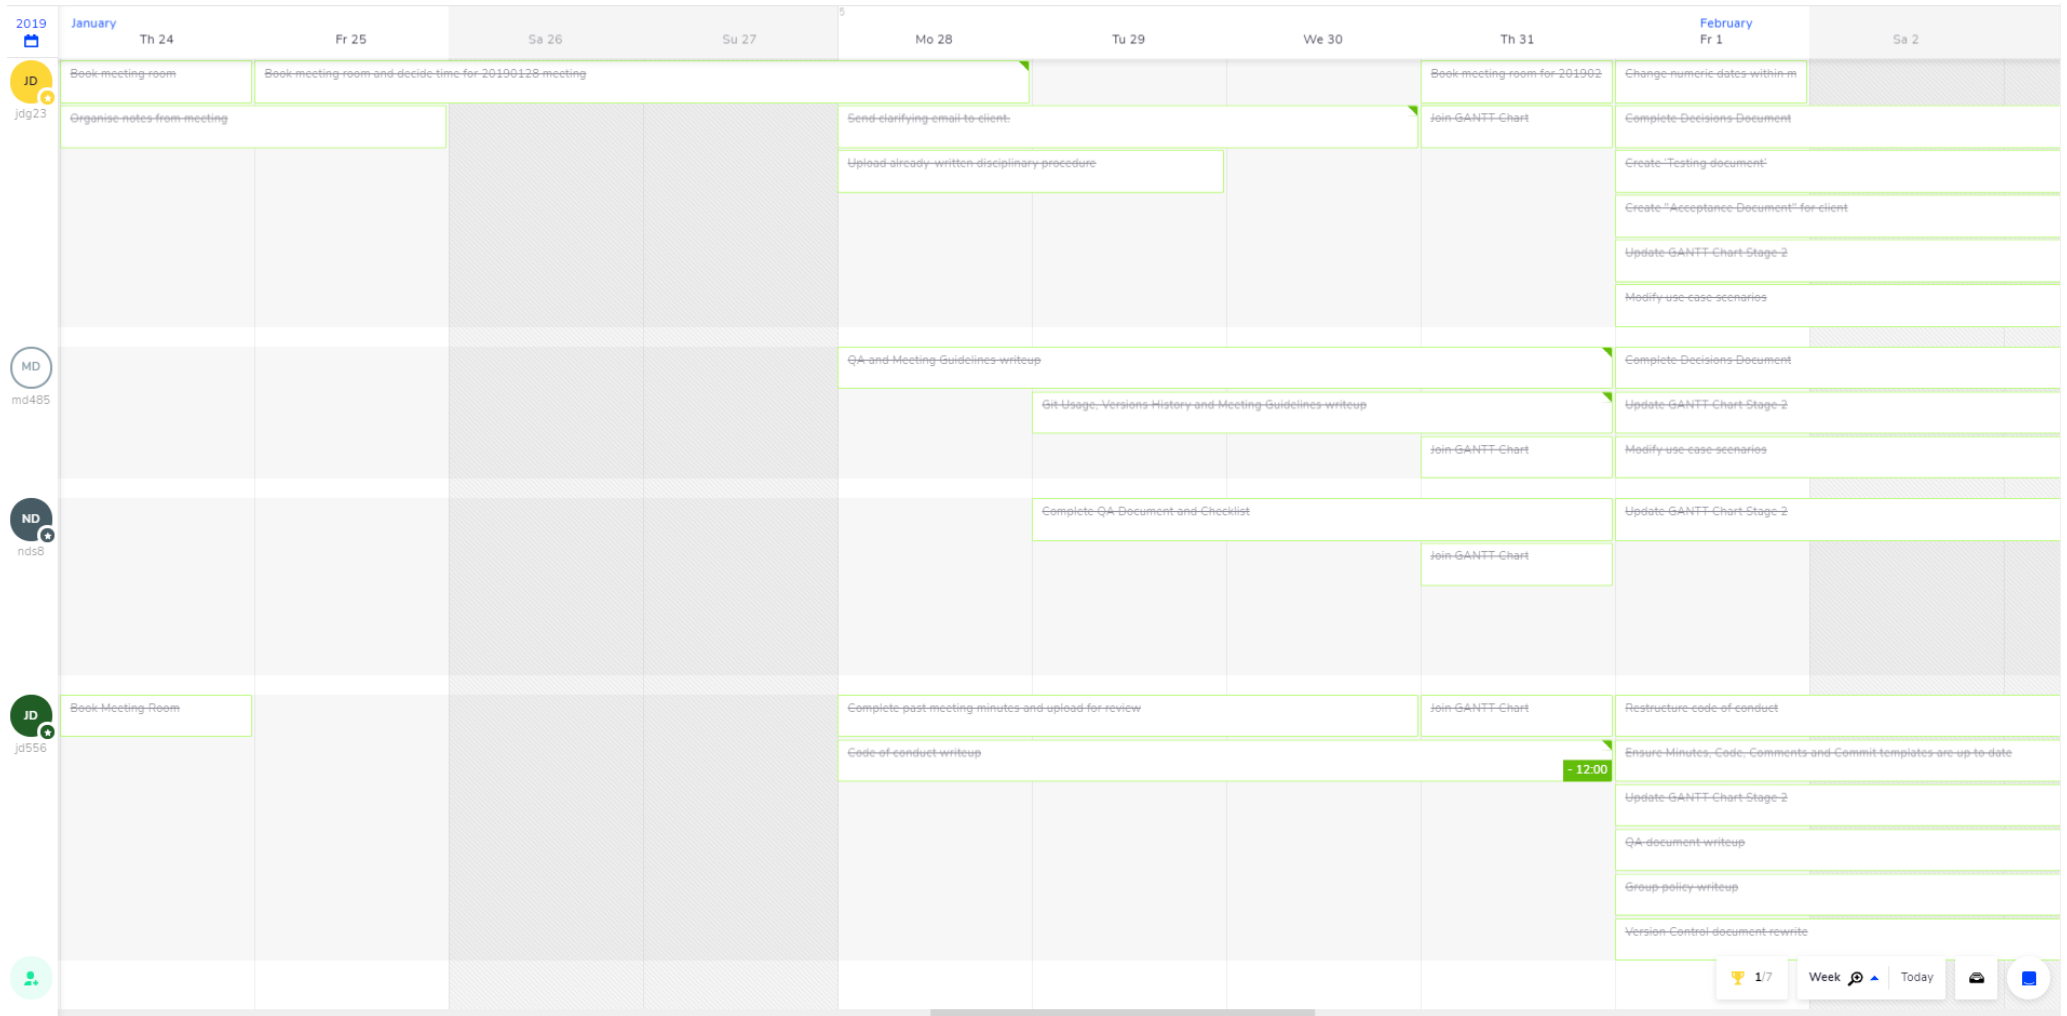 2019
January
February
5
Th 24
Fr 25
Sa 26
Su 27
Mo 28
Tu 29
We 30
Th 31
Fr 1
Sa 2
JD
jdg23
Book meeting room
Book meeting room and decide time for 20190128 meeting
Book meeting room for 201902
Change numeric dates within m
Organise notes from meeting
Send clarifying email to client.
Join GANTT Chart
Complete Decisions Document
Upload already-written disciplinary procedure
Create 'Testing document'
Create "Acceptance Document" for client
Update GANTT Chart Stage 2
Modify use case scenarios
MD
md485
QA and Meeting Guidelines writeup
Complete Decisions Document
Git Usage, Versions History and Meeting Guidelines writeup
Update GANTT Chart Stage 2
Join GANTT Chart
Modify use case scenarios
ND
nds8
Complete QA Document and Checklist
Update GANTT Chart Stage 2
Join GANTT Chart
JD
jd556
Book Meeting Room
Complete past meeting minutes and upload for review
Join GANTT Chart
Restructure code of conduct
Code of conduct writeup
- 12:00
Ensure Minutes, Code, Comments and Commit templates are up to date
Update GANTT Chart Stage 2
QA document writeup
Group policy writeup
Version Control document rewrite
1/7
Week
Today